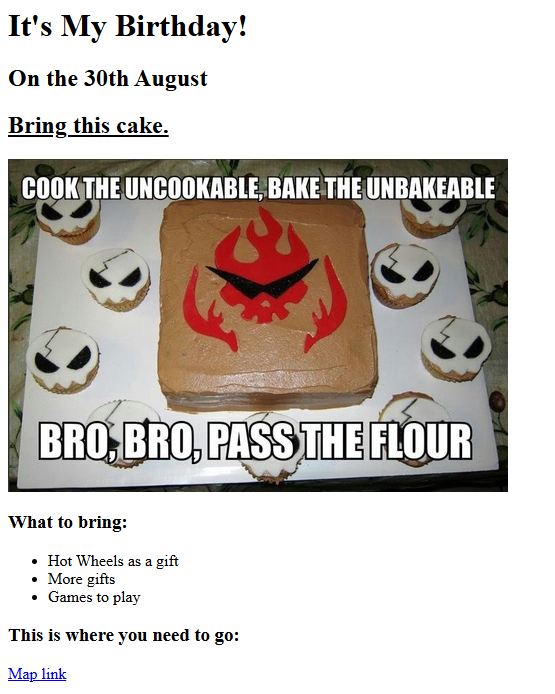 It's My Birthday!
On the 30th August
Bring this cake.
COOK THE UNCOOKABLE, BAKE THE UNBAKEABLE
BRO, BRO, PASS THE FLOUR
What to bring:
Hot Wheels as a gift
More gifts
Games to play
This is where you need to go:
Map link